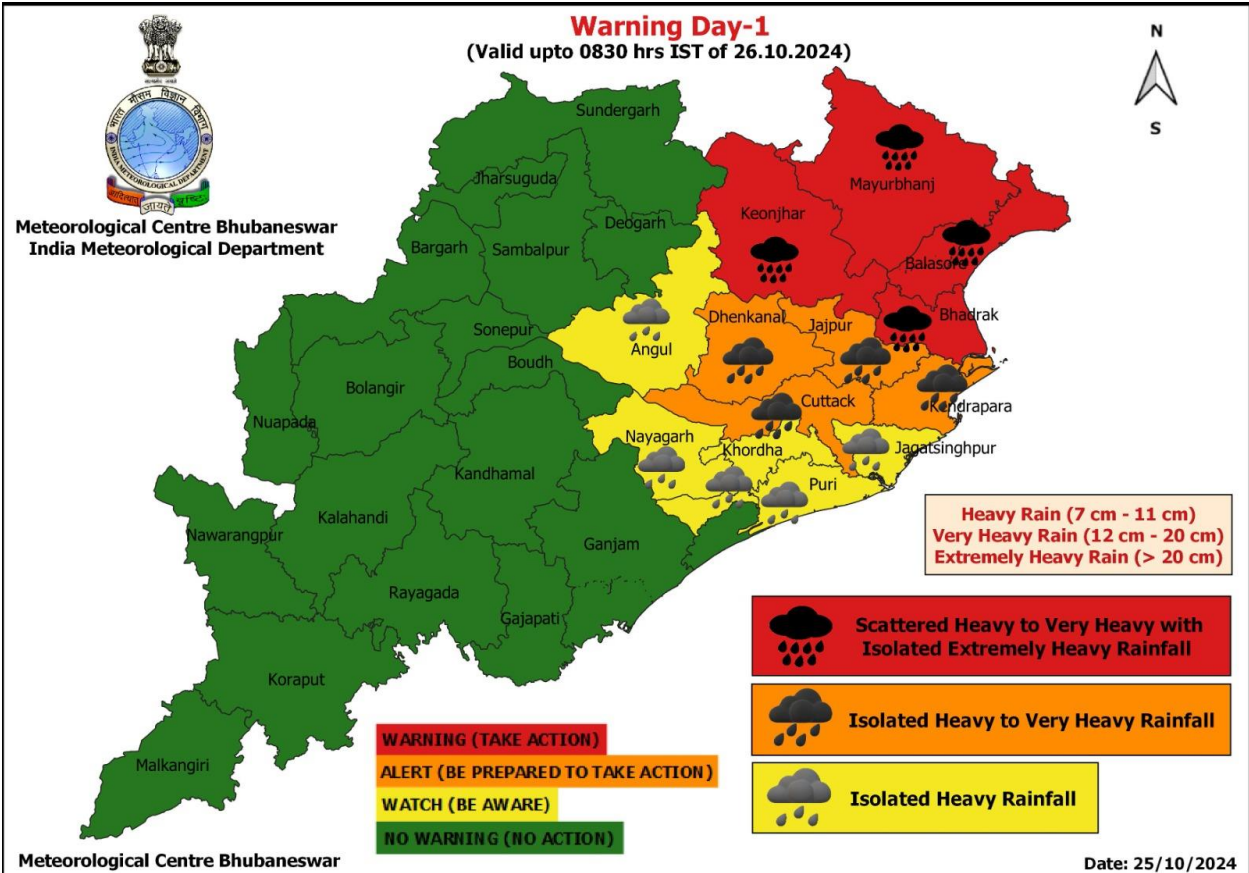 Warning Day-1
(Valid upto 0830 hrs IST of 26.10.2024)
N
S
भारत मौसम विज्ञान विभाग
INDIA METEOROLOGICAL DEPARTMENT
Meteorological Centre Bhubaneswar
India Meteorological Department
Sundergarh
Jharsuguda
Mayurbhanj
Keonjhar
Deogarh
Bargarh
Sambalpur
Balasore
Dhenkanal
Jajpur
Bhadrak
Sonepur
Angul
Boudh
Bolangir
Cuttack
Kendrapara
Nuapada
Nayagarh
Khordha
Jagatsinghpur
Kandhamal
Puri
Kalahandi
Nawarangpur
Ganjam
Rayagada
Gajapati
Koraput
Malkangiri
Heavy Rain (7 cm - 11 cm)
Very Heavy Rain (12 cm - 20 cm)
Extremely Heavy Rain (> 20 cm)
Scattered Heavy to Very Heavy with
Isolated Extremely Heavy Rainfall
Isolated Heavy to Very Heavy Rainfall
Isolated Heavy Rainfall
WARNING (TAKE ACTION)
ALERT (BE PREPARED TO TAKE ACTION)
WATCH (BE AWARE)
NO WARNING (NO ACTION)
Meteorological Centre Bhubaneswar
Date: 25/10/2024